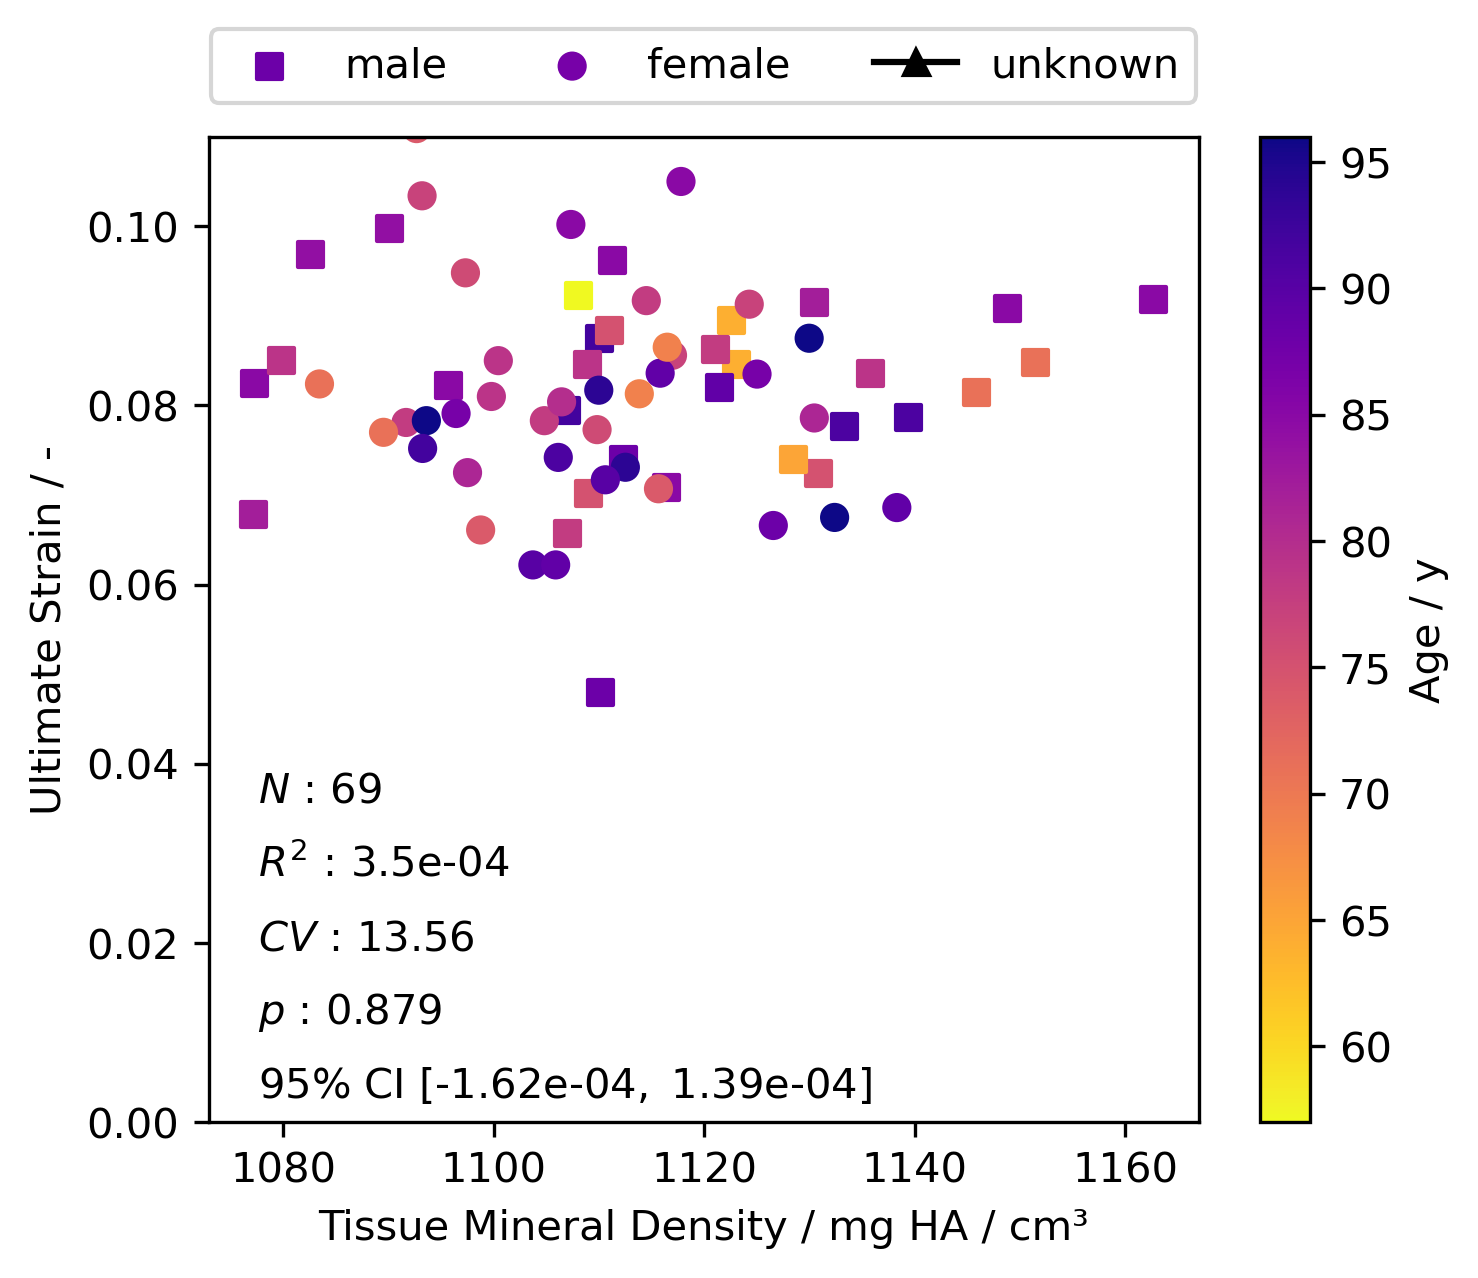 male female unknown
0.10
0.08
0.06
0.04
0.02
0.00
Ultimate Strain / -
N : 69
R² : 3.5e-04
CV : 13.56
p : 0.879
95% CI [-1.62e-04, 1.39e-04]
1080 1100 1120 1140 1160
Tissue Mineral Density / mg HA / cm³
95
90
85
80
75
70
65
60
Age / y